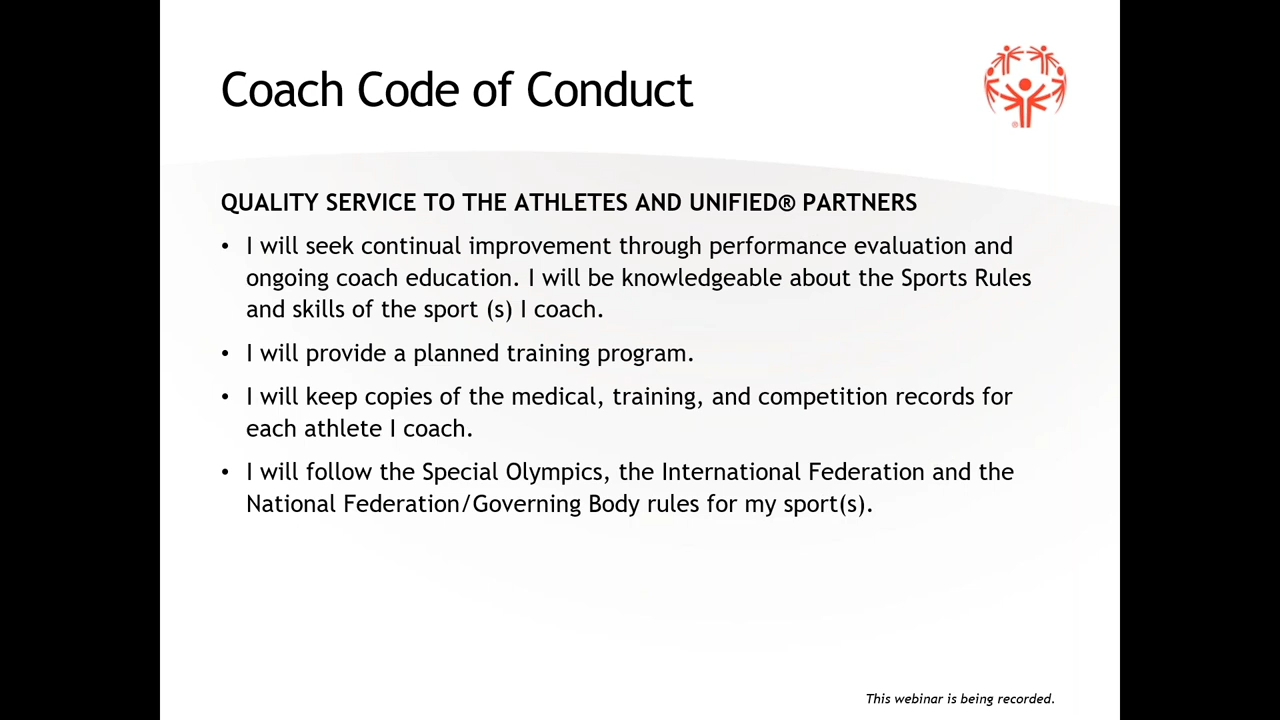 Coach Code of Conduct
QUALITY SERVICE TO THE ATHLETES AND UNIFIED® PARTNERS
• I will seek continual improvement through performance evaluation and
ongoing coach education. I will be knowledgeable about the Sports Rules
and skills of the sport (s) I coach.
• I will provide a planned training program.
• I will keep copies of the medical, training, and competition records for
each athlete I coach.
• I will follow the Special Olympics, the International Federation and the
National Federation/Governing Body rules for my sport(s).
This webinar is being recorded.